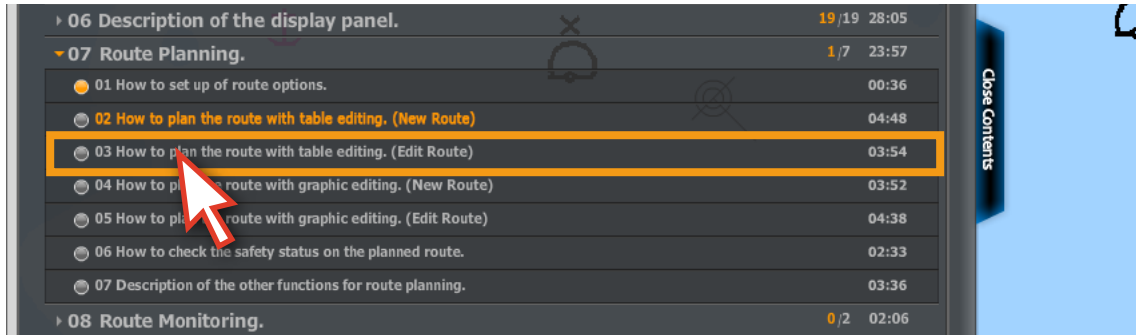 06 Description of the display panel. 19/19 28:05
07 Route Planning. 1/7 23:57
01 How to set up of route options. 00:36
02 How to plan the route with table editing. (New Route) 04:48
03 How to plan the route with table editing. (Edit Route) 03:54
04 How to route with graphic editing. (New Route) 03:52
05 How to route with graphic editing. (Edit Route) 04:38
06 How to check the safety status on the planned route. 02:33
07 Description of the other functions for route planning. 03:36
08 Route Monitoring. 0/2 02:06
Close Contents